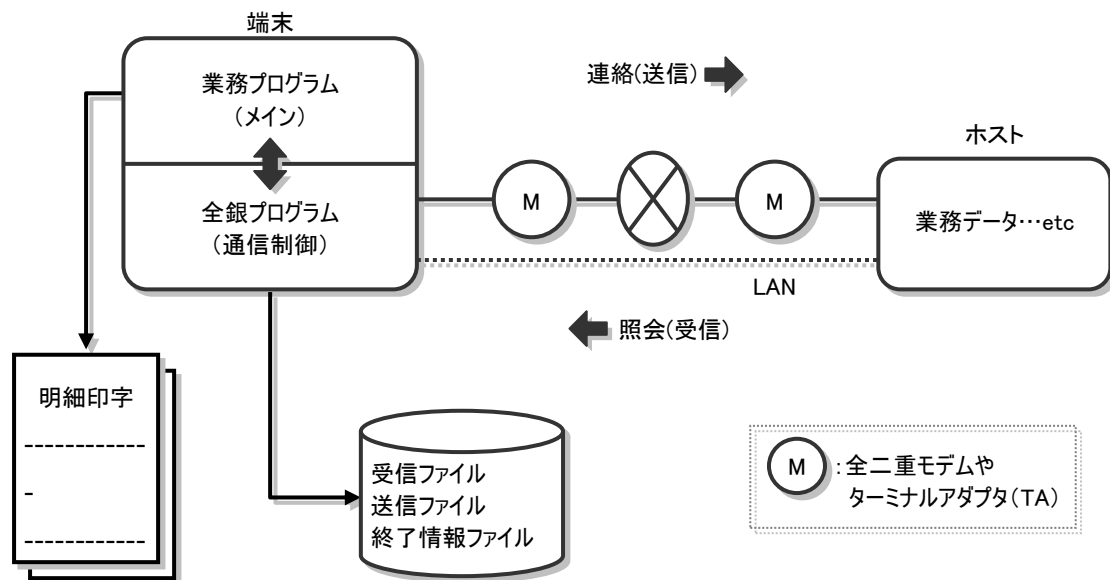 端末
業務プログラム
（メイン）
全銀プログラム
（通信制御）
連絡(送信)
M
M
ホスト
業務データ…etc
LAN
照会(受信)
明細印字
------------
-
------------
受信ファイル
送信ファイル
終了情報ファイル
M
:全二重モデムや
ターミナルアダプタ（TA）